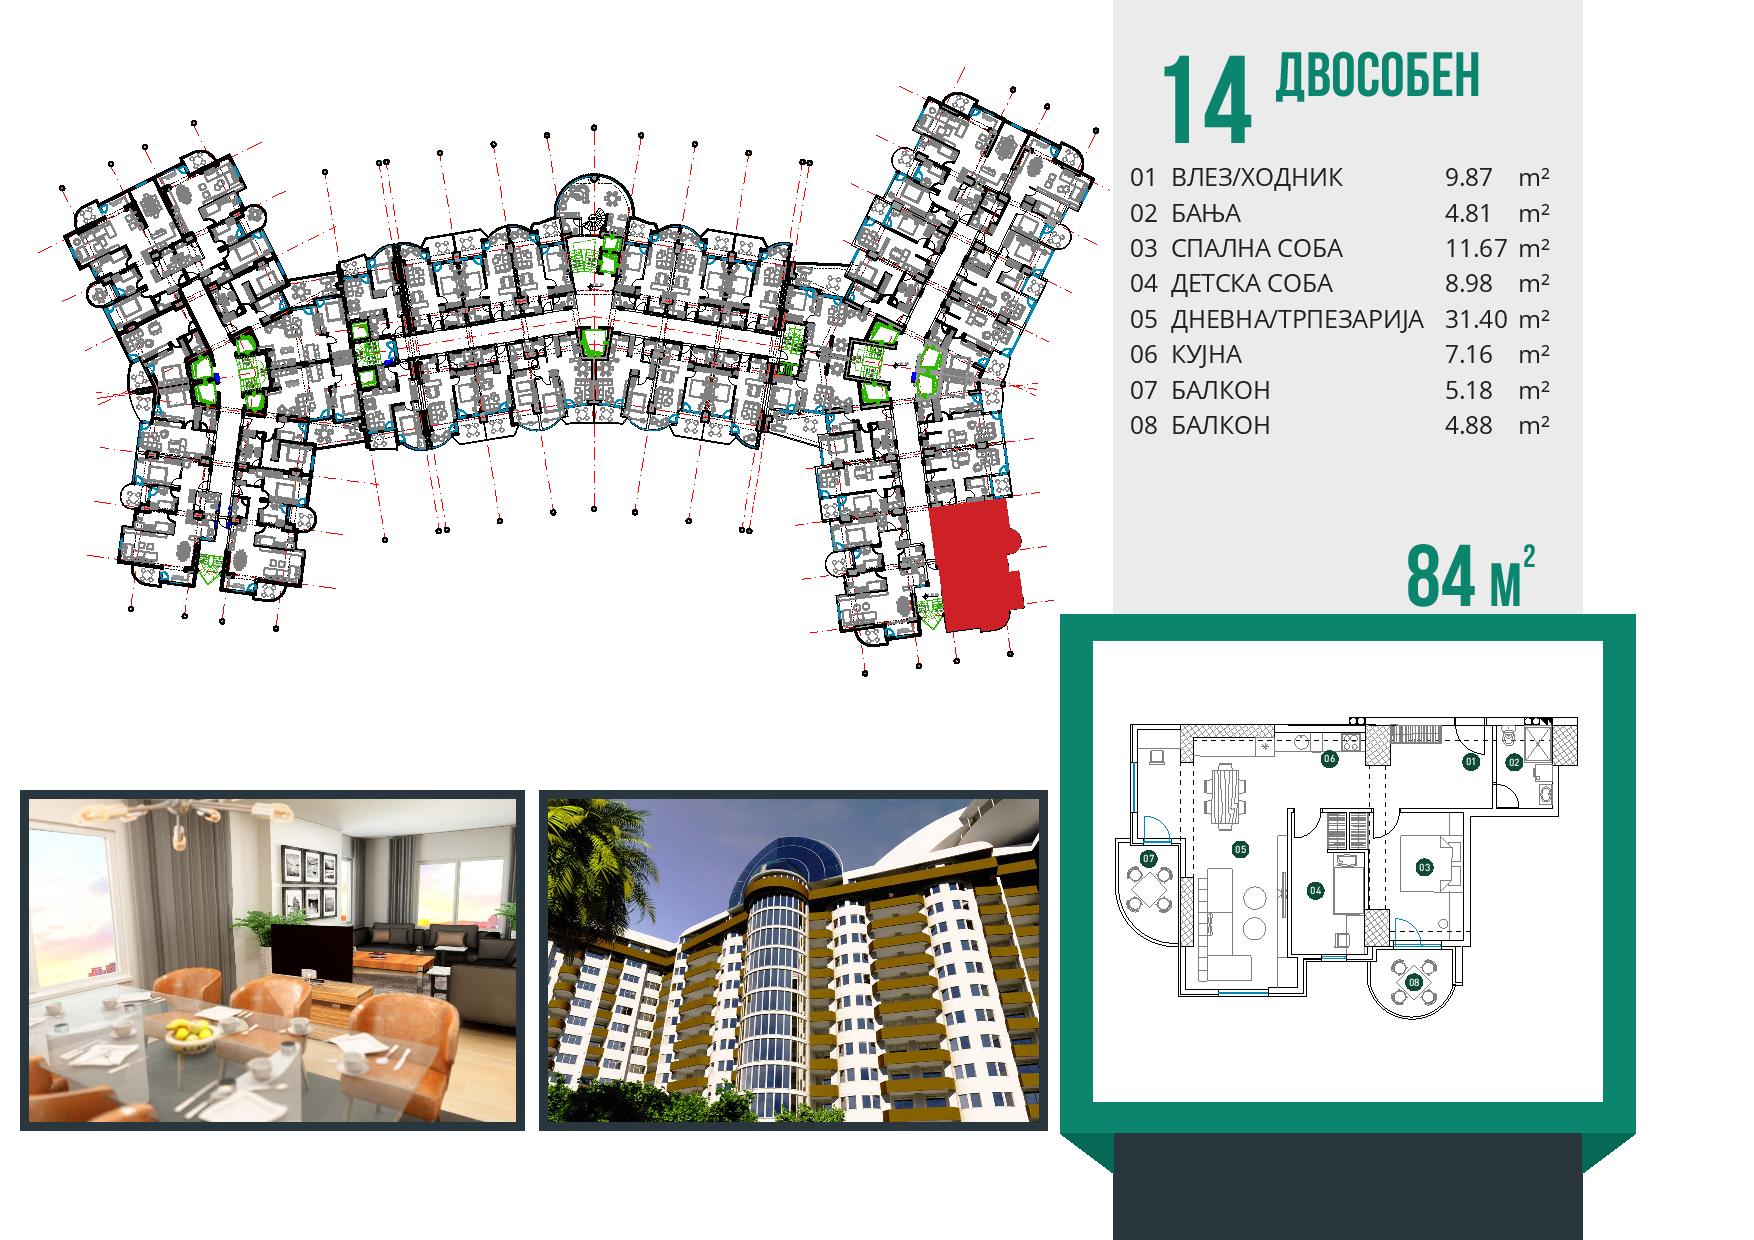 14 ДВОСОБЕН
01 ВЛЕЗ/ХОДНИК 9.87 m²
02 БАЊА 4.81 m²
03 СПАЛНА СОБА 11.67 m²
04 ДЕТСКА СОБА 8.98 m²
05 ДНЕВНА/ТРПЕЗАРИЈА 31.40 m²
06 КУЈНА 7.16 m²
07 БАЛКОН 5.18 m²
08 БАЛКОН 4.88 m²
84 м²
06
01
02
05
07
03
04
08